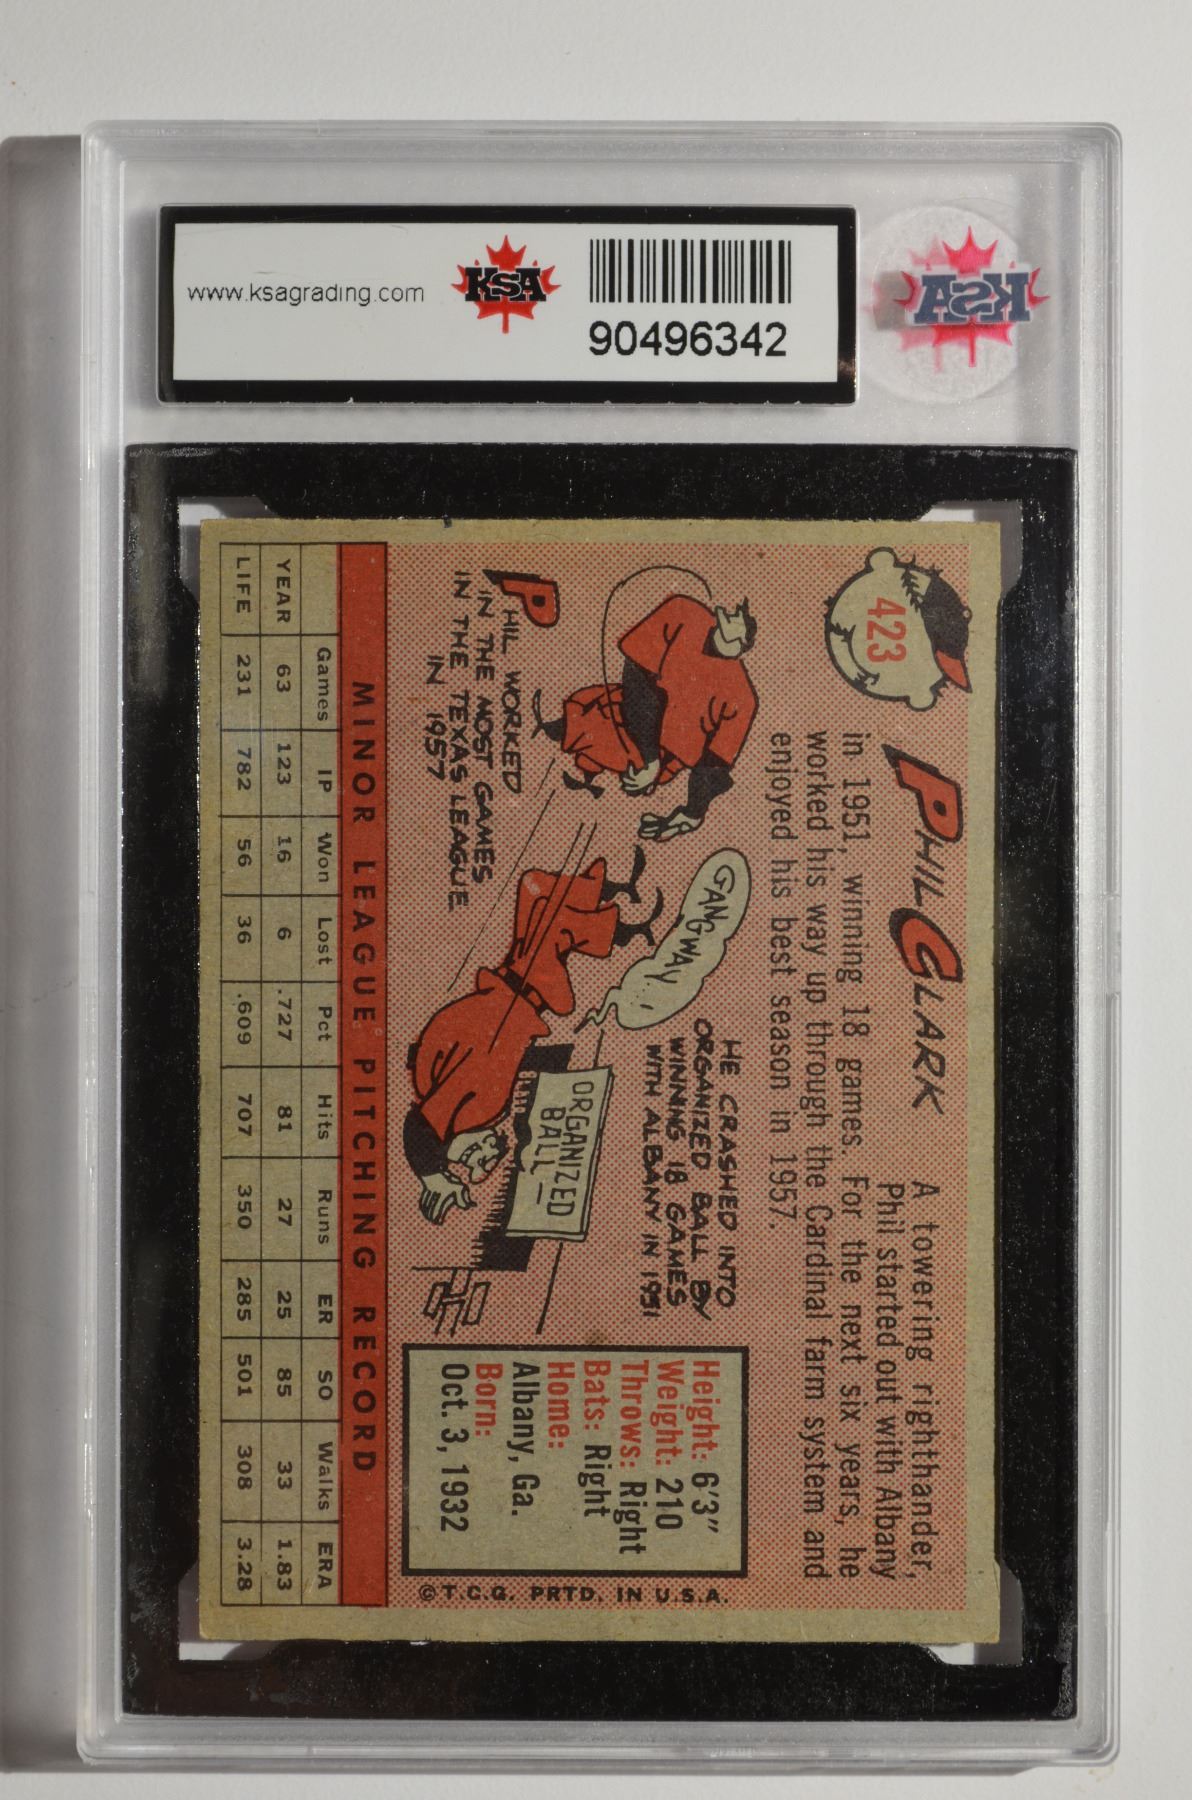 www.ksagrading.com
KSA
90496342
KSA
423
PHIL CLARK
A towering righthander,
Phil started out with Albany
in 1951, winning 18 games. For the next six years, he
worked his way up through the Cardinal farm system and
enjoyed his best season in 1957.
PHIL WORKED
IN THE MOST GAMES
IN THE TEXAS LEAGUE
IN 1957
GANGWAY..!
HE CRASHED INTO
ORGANIZED BALL BY
WINNING 18 GAMES
WITH ALBANY IN 1951
ORGANIZED
BALL—
Height: 6'3"
Weight: 210
Throws: Right
Bats: Right
Home:
Albany, Ga.
Born:
Oct. 3, 1932
© T.C.G. PRTD. IN U.S.A.
MINOR LEAGUE PITCHING RECORD
Games IP Won Lost Pct Hits Runs ER SO Walks ERA
YEAR 63 123 16 6 .727 81 27 25 85 33 1.83
LIFE 231 782 56 36 .609 707 350 285 501 308 3.28